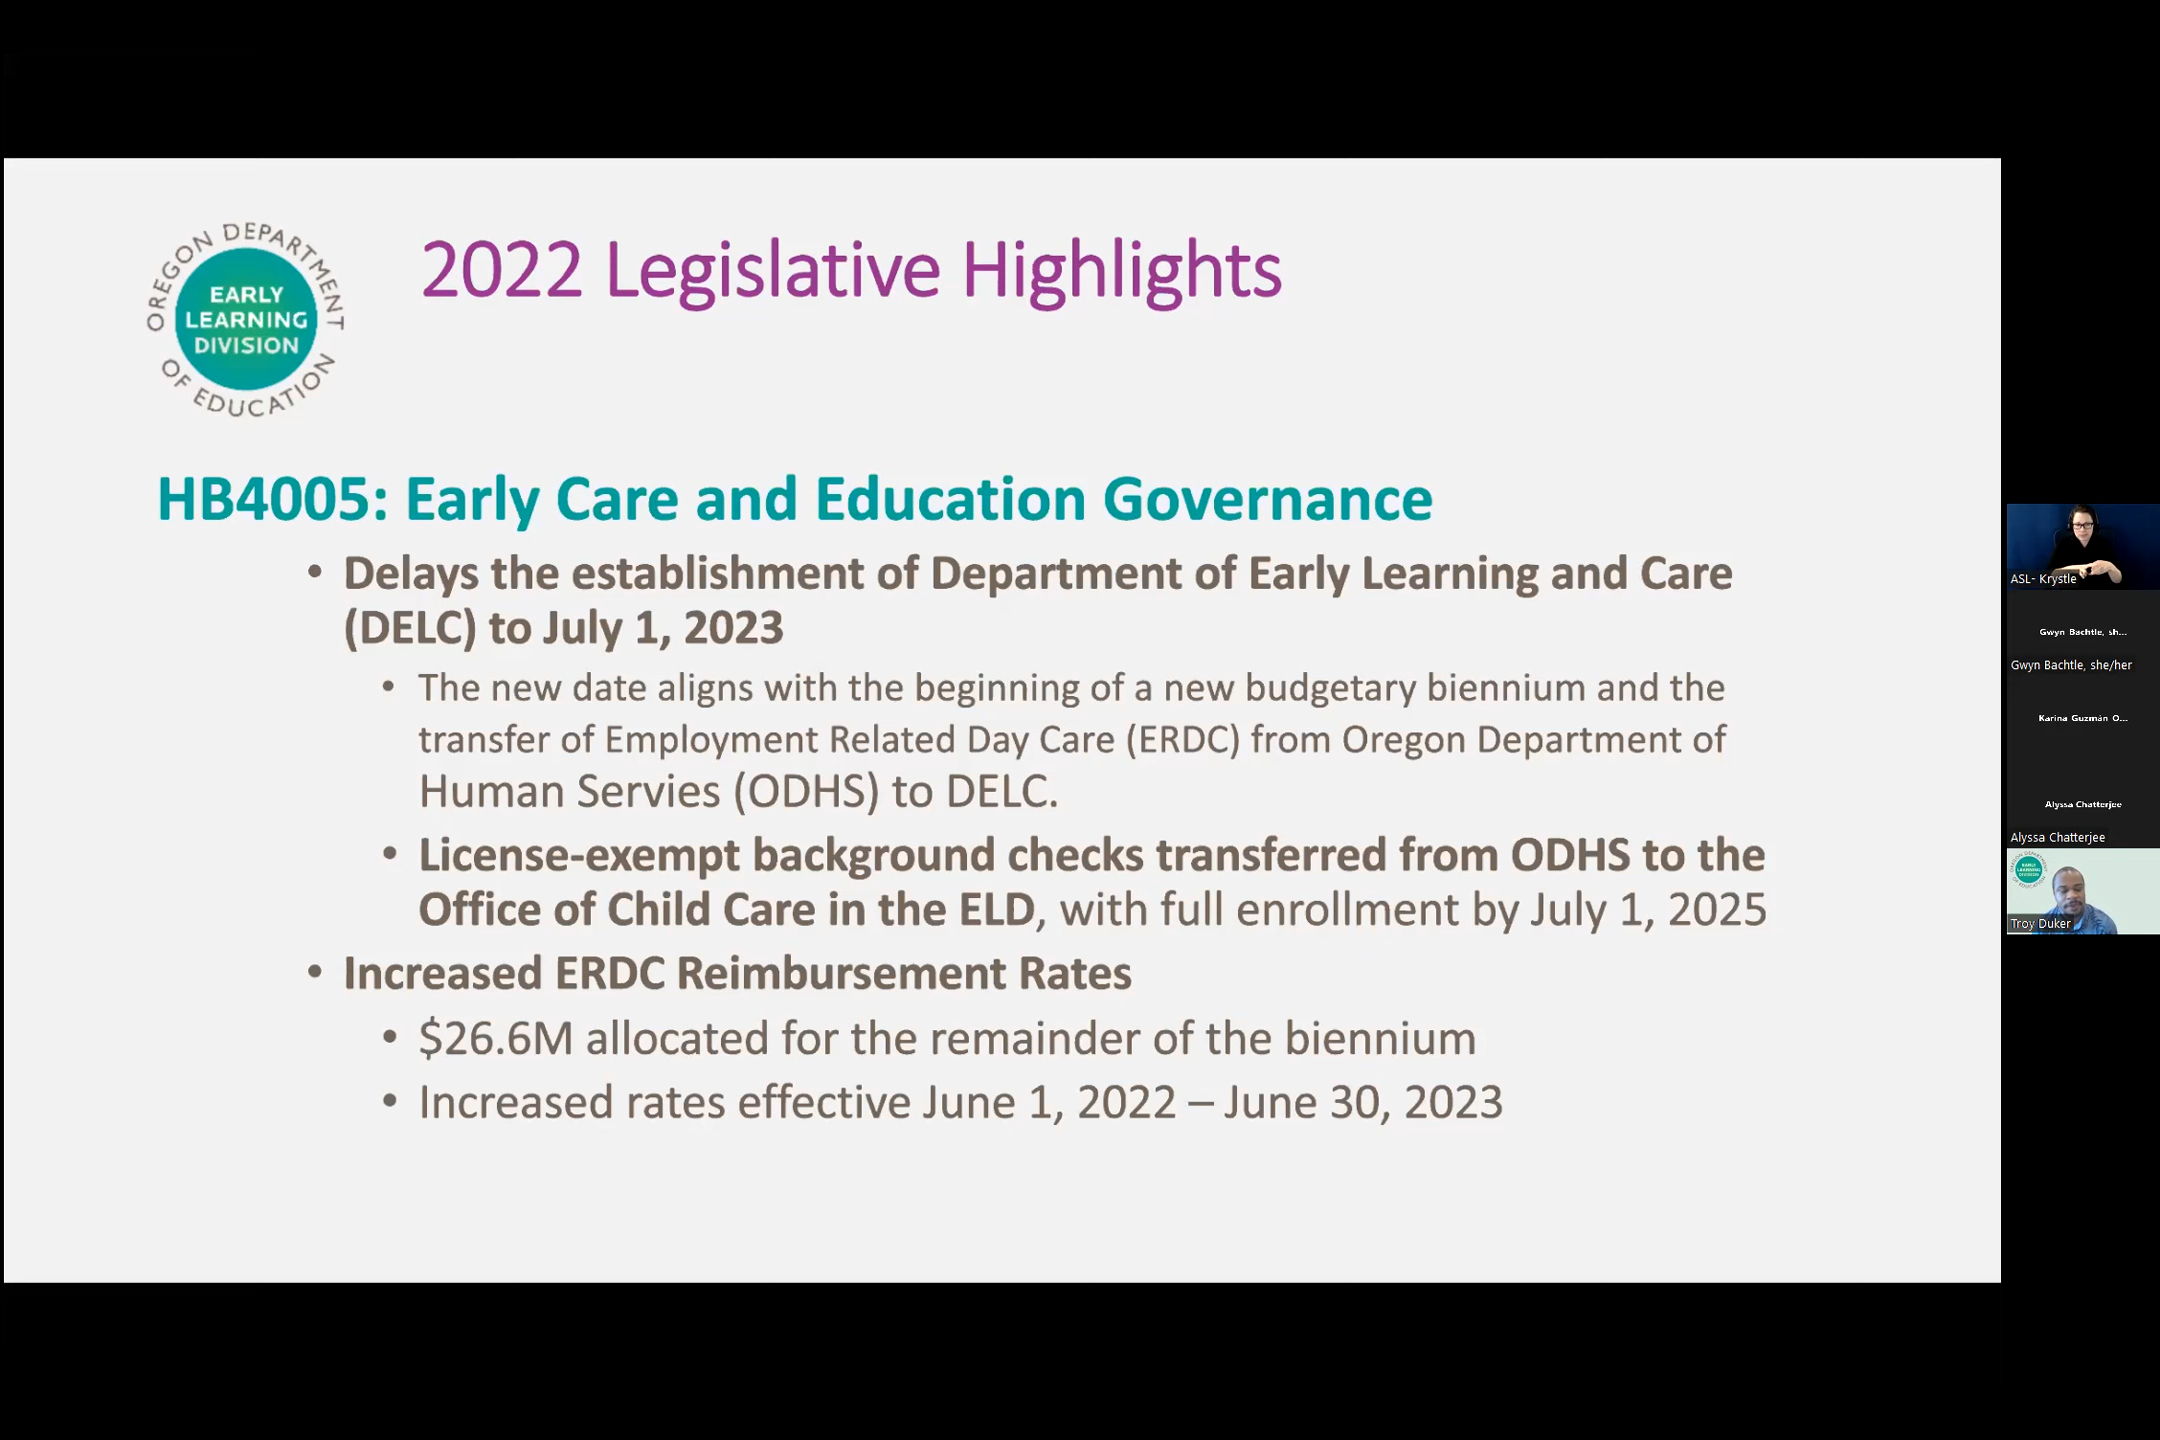 OREGON DEPARTMENT
OF EDUCATION
EARLY
LEARNING
DIVISION
2022 Legislative Highlights
HB4005: Early Care and Education Governance
• Delays the establishment of Department of Early Learning and Care
(DELC) to July 1, 2023
• The new date aligns with the beginning of a new budgetary biennium and the
transfer of Employment Related Day Care (ERDC) from Oregon Department of
Human Servies (ODHS) to DELC.
• License-exempt background checks transferred from ODHS to the
Office of Child Care in the ELD, with full enrollment by July 1, 2025
• Increased ERDC Reimbursement Rates
• $26.6M allocated for the remainder of the biennium
• Increased rates effective June 1, 2022 – June 30, 2023
ASL- Krystle
Gwyn Bachtle, sh...
Gwyn Bachtle, she/her
Karina Guzmán O...
Alyssa Chatterjee
Alyssa Chatterjee
EARLY
LEARNING
DIVISION
Troy Duker